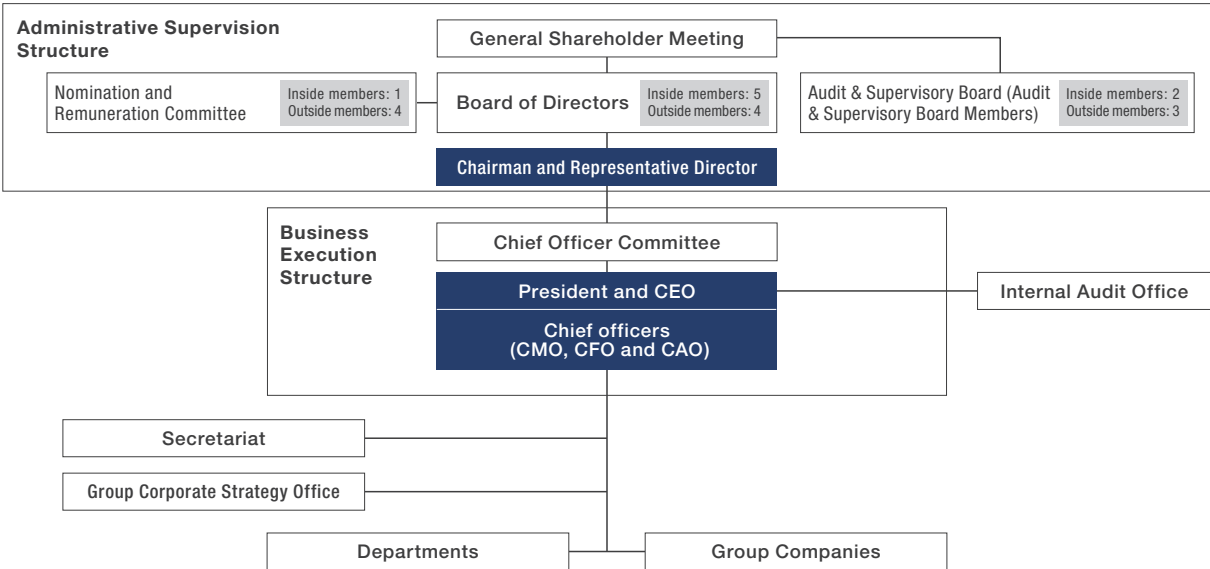 Administrative Supervision
Structure
General Shareholder Meeting
Nomination and
Remuneration Committee
Inside members: 1
Outside members: 4
Board of Directors
Inside members: 5
Outside members: 4
Audit & Supervisory Board (Audit
& Supervisory Board Members)
Inside members: 2
Outside members: 3
Chairman and Representative Director
Business
Execution
Structure
Chief Officer Committee
President and CEO
Chief officers
(CMO, CFO and CAO)
Internal Audit Office
Secretariat
Group Corporate Strategy Office
Departments
Group Companies